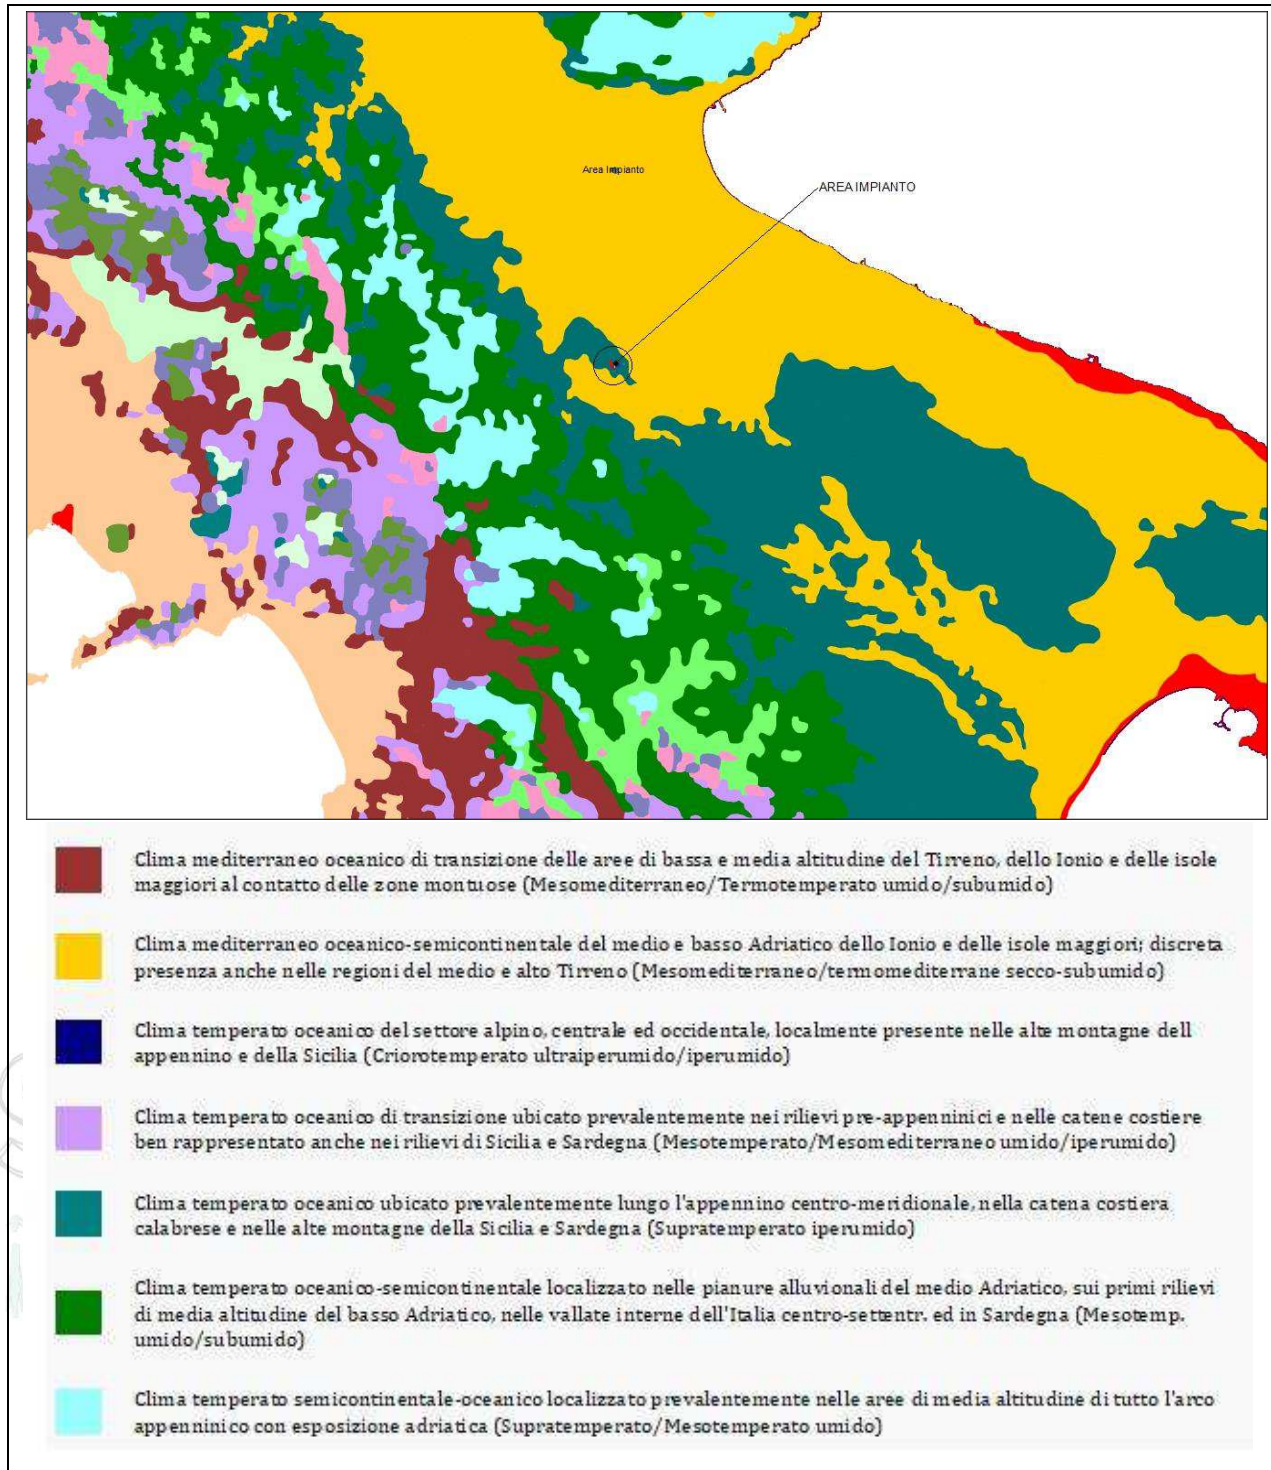 Area Impianto
AREA IMPIANTO
Clima mediterraneo oceanico di transizione delle aree di bassa e media altitudine del Tirreno, dello Ionio e delle isole
maggiori al contatto delle zone montuose (Mesomediterraneo/Termotemperato umido/subumido)
Clima mediterraneo oceanico-semicontinentale del medio e basso Adriatico dello Ionio e delle isole maggiori; discreta
presenza anche nelle regioni del medio e alto Tirreno (Mesomediterraneo/termomediterrane secco-subumido)
Clima temperato oceanico del settore alpino, centrale ed occidentale, localmente presente nelle alte montagne dell
appennino e della Sicilia (Criorotemperato ultraiperumido/iperumido)
Clima temperato oceanico di transizione ubicato prevalentemente nei rilievi pre-appenninici e nelle catene costiere
ben rappresentato anche nei rilievi di Sicilia e Sardegna (Mesotemperato/Mesomediterraneo umido/iperumido)
Clima temperato oceanico ubicato prevalentemente lungo l'appennino centro-meridionale, nella catena costiera
calabrese e nelle alte montagne della Sicilia e Sardegna (Supratemperato iperumido)
Clima temperato oceanico-semicontinentale localizzato nelle pianure alluvionali del medio Adriatico, sui primi rilievi
di media altitudine del basso Adriatico, nelle vallate interne dell'Italia centro-settentr. ed in Sardegna (Mesotemp.
umido/subumido)
Clima temperato semicontinentale-oceanico localizzato prevalentemente nelle aree di media altitudine di tutto l'arco
appenninico con esposizione adriatica (Supratemperato/Mesotemperato umido)